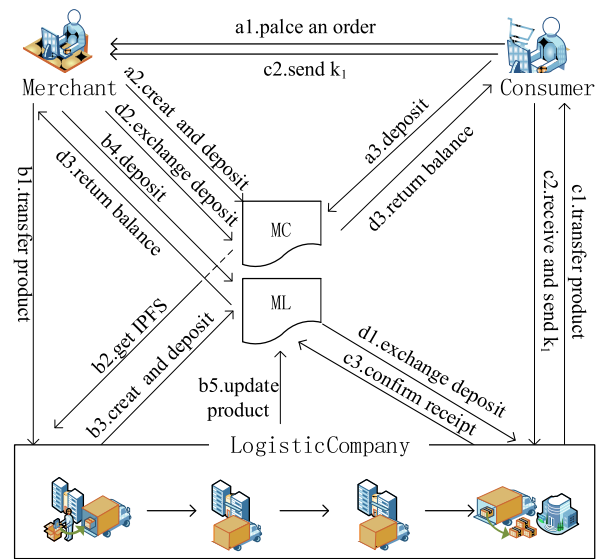 a1.palce an order
c2.send k₁
Merchant
Consumer
a2.creat and deposit
d2.exchange deposit
b4.deposit
d3.return balance
a3.deposit
d3.return balance
b1.transfer product
c2.receive and send k₁
c1.transfer product
MC
ML
b2.get IPFS
b3.creat and deposit
b5.update
product
d1.exchange deposit
c3.confirm receipt
LogisticCompany